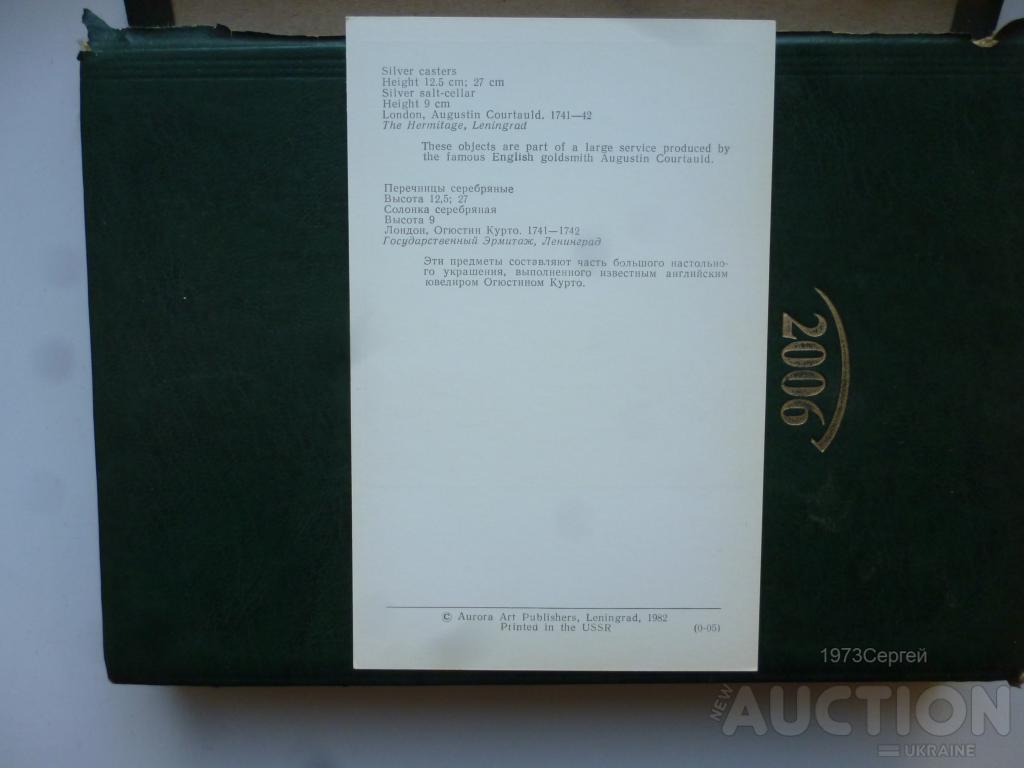 Silver casters
Height 12.5 cm; 27 cm
Silver salt-cellar
Height 9 cm
London, Augustin Courtauld. 1741—42
The Hermitage, Leningrad
These objects are part of a large service produced by
the famous English goldsmith Augustin Courtauld.
Перечницы серебряные
Высота 12,5; 27
Солонка серебряная
Высота 9
Лондон, Огюстин Курто. 1741—1742
Государственный Эрмитаж, Ленинград
Эти предметы составляют часть большого настольно-
го украшения, выполненного известным английским
ювелиром Огюстином Курто.
© Aurora Art Publishers, Leningrad, 1982
Printed in the USSR
(0-05)
2006
1973Сергей
NEW AUCTION
UKRAINE